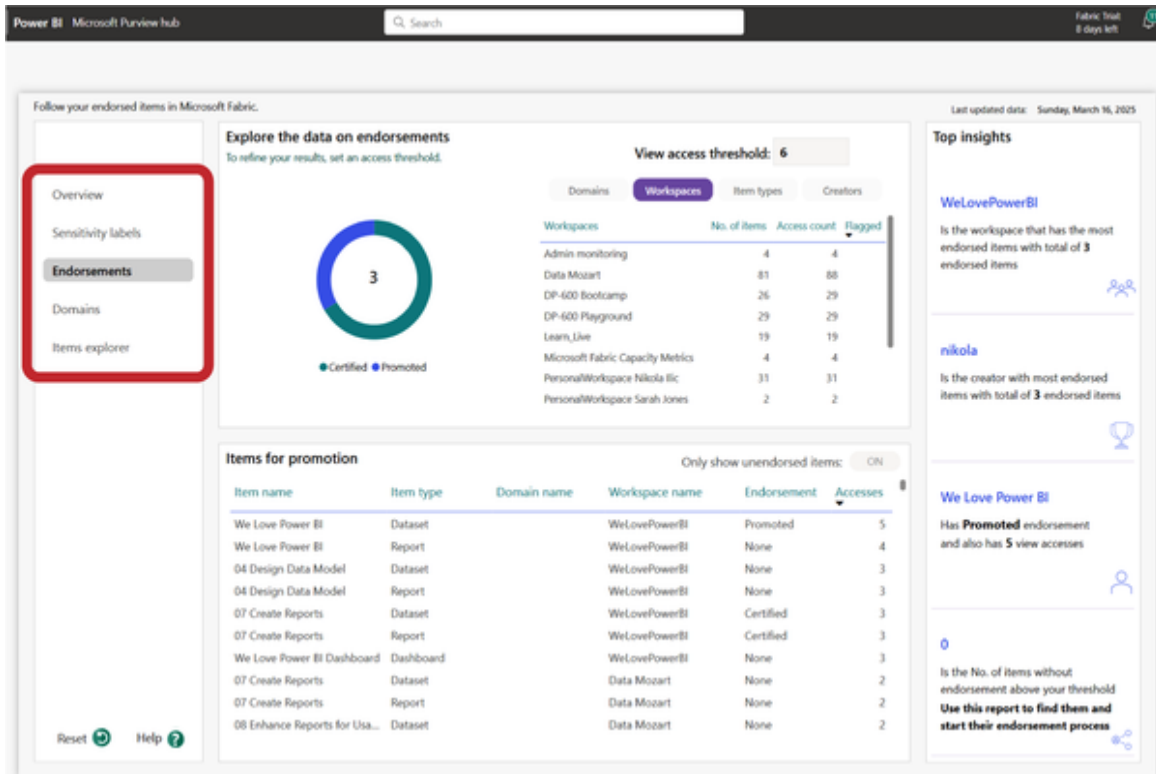 Power BI Microsoft Purview hub
Search
Fabric Trial:
8 days left
Follow your endorsed items in Microsoft Fabric.
Last updated data: Sunday, March 16, 2025
Overview
Sensitivity labels
Endorsements
Domains
Items explorer
Reset
Help
Explore the data on endorsements
To refine your results, set an access threshold.
View access threshold: 6
3
Certified Promoted
Domains Workspaces Item types Creators
Workspaces No. of items Access count Flagged
Admin monitoring 4 4
Data Mozart 81 88
DP-600 Bootcamp 26 29
DP-600 Playground 29 29
Learn_Live 19 19
Microsoft Fabric Capacity Metrics 4 4
PersonalWorkspace Nikola Ilic 31 31
PersonalWorkspace Sarah Jones 2 2
Items for promotion
Only show unendorsed items: ON
Item name Item type Domain name Workspace name Endorsement Accesses
We Love Power BI Dataset WeLovePowerBI Promoted 5
We Love Power BI Report WeLovePowerBI None 4
04 Design Data Model Dataset WeLovePowerBI None 3
04 Design Data Model Report WeLovePowerBI None 3
07 Create Reports Dataset WeLovePowerBI Certified 3
07 Create Reports Report WeLovePowerBI Certified 3
We Love Power BI Dashboard Dashboard WeLovePowerBI None 3
07 Create Reports Dataset Data Mozart None 2
07 Create Reports Report Data Mozart None 2
08 Enhance Reports for Usa... Dataset Data Mozart None 2
Top insights
WeLovePowerBI
Is the workspace that has the most
endorsed items with total of 3
endorsed items
nikola
Is the creator with most endorsed
items with total of 3 endorsed items
We Love Power BI
Has Promoted endorsement
and also has 5 view accesses
0
Is the No. of items without
endorsement above your threshold
Use this report to find them and
start their endorsement process